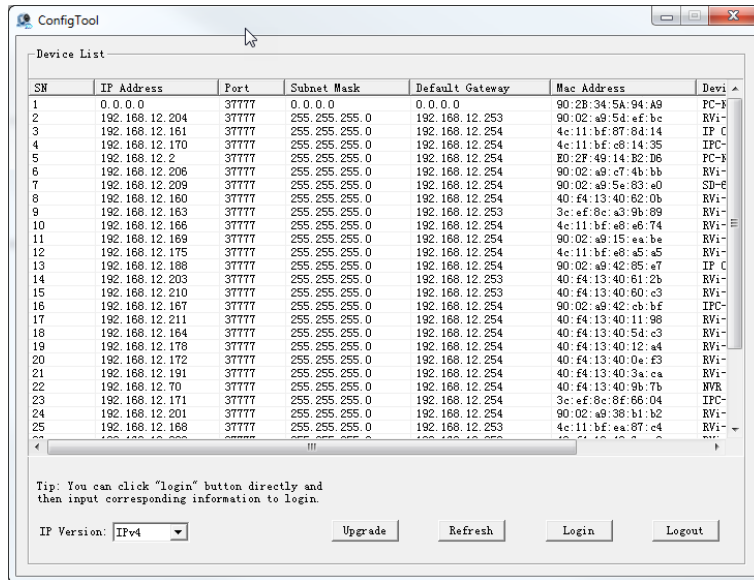 ConfigTool
Device List
SN IP Address Port Subnet Mask Default Gateway Mac Address Devi
1 0.0.0.0 37777 0.0.0.0 0.0.0.0 90:2B:34:5A:94:A9 PC-
2 192.168.12.204 37777 255.255.255.0 192.168.12.253 90:02:a9:5d:ef:bc RVi-
3 192.168.12.161 37777 255.255.255.0 192.168.12.254 4c:11:bf:87:8d:14 IP C
4 192.168.12.170 37777 255.255.255.0 192.168.12.254 4c:11:bf:c8:14:35 IPC-
5 192.168.12.2 37777 255.255.255.0 192.168.12.254 E0:2F:49:14:B2:D6 PC-
6 192.168.12.206 37777 255.255.255.0 192.168.12.254 90:02:a9:c7:4b:bb RVi-
7 192.168.12.209 37777 255.255.255.0 192.168.12.254 90:02:a9:5e:83:e0 SD-6
8 192.168.12.160 37777 255.255.255.0 192.168.12.254 40:f4:13:40:62:0b RVi-
9 192.168.12.163 37777 255.255.255.0 192.168.12.253 3c:ef:8c:a3:9b:89 RVi-
10 192.168.12.166 37777 255.255.255.0 192.168.12.254 4c:11:bf:e8:e6:74 RVi-
11 192.168.12.169 37777 255.255.255.0 192.168.12.254 90:02:a9:15:ea:be RVi-
12 192.168.12.175 37777 255.255.255.0 192.168.12.254 4c:11:bf:e8:a5:a5 RVi-
13 192.168.12.188 37777 255.255.255.0 192.168.12.254 90:02:a9:42:85:e7 IP C
14 192.168.12.203 37777 255.255.255.0 192.168.12.253 40:f4:13:40:61:2b RVi-
15 192.168.12.210 37777 255.255.255.0 192.168.12.253 40:f4:13:40:60:c3 RVi-
16 192.168.12.167 37777 255.255.255.0 192.168.12.254 90:02:a9:42:cb:bf IPC-
17 192.168.12.211 37777 255.255.255.0 192.168.12.254 40:f4:13:40:11:98 RVi-
18 192.168.12.164 37777 255.255.255.0 192.168.12.254 40:f4:13:40:5d:c3 RVi-
19 192.168.12.178 37777 255.255.255.0 192.168.12.254 40:f4:13:40:12:a4 RVi-
20 192.168.12.172 37777 255.255.255.0 192.168.12.254 40:f4:13:40:0e:f3 RVi-
21 192.168.12.191 37777 255.255.255.0 192.168.12.254 40:f4:13:40:3a:ca RVi-
22 192.168.12.70 37777 255.255.255.0 192.168.12.254 40:f4:13:40:9b:7b NVR
23 192.168.12.171 37777 255.255.255.0 192.168.12.254 3c:ef:8c:8f:66:04 IPC-
24 192.168.12.201 37777 255.255.255.0 192.168.12.254 90:02:a9:38:b1:b2 RVi-
25 192.168.12.168 37777 255.255.255.0 192.168.12.253 4c:11:bf:ea:87:c4 RVi-
Tip: You can click "login" button directly and
then input corresponding information to login.
IP Version: IPv4 Upgrade Refresh Login Logout